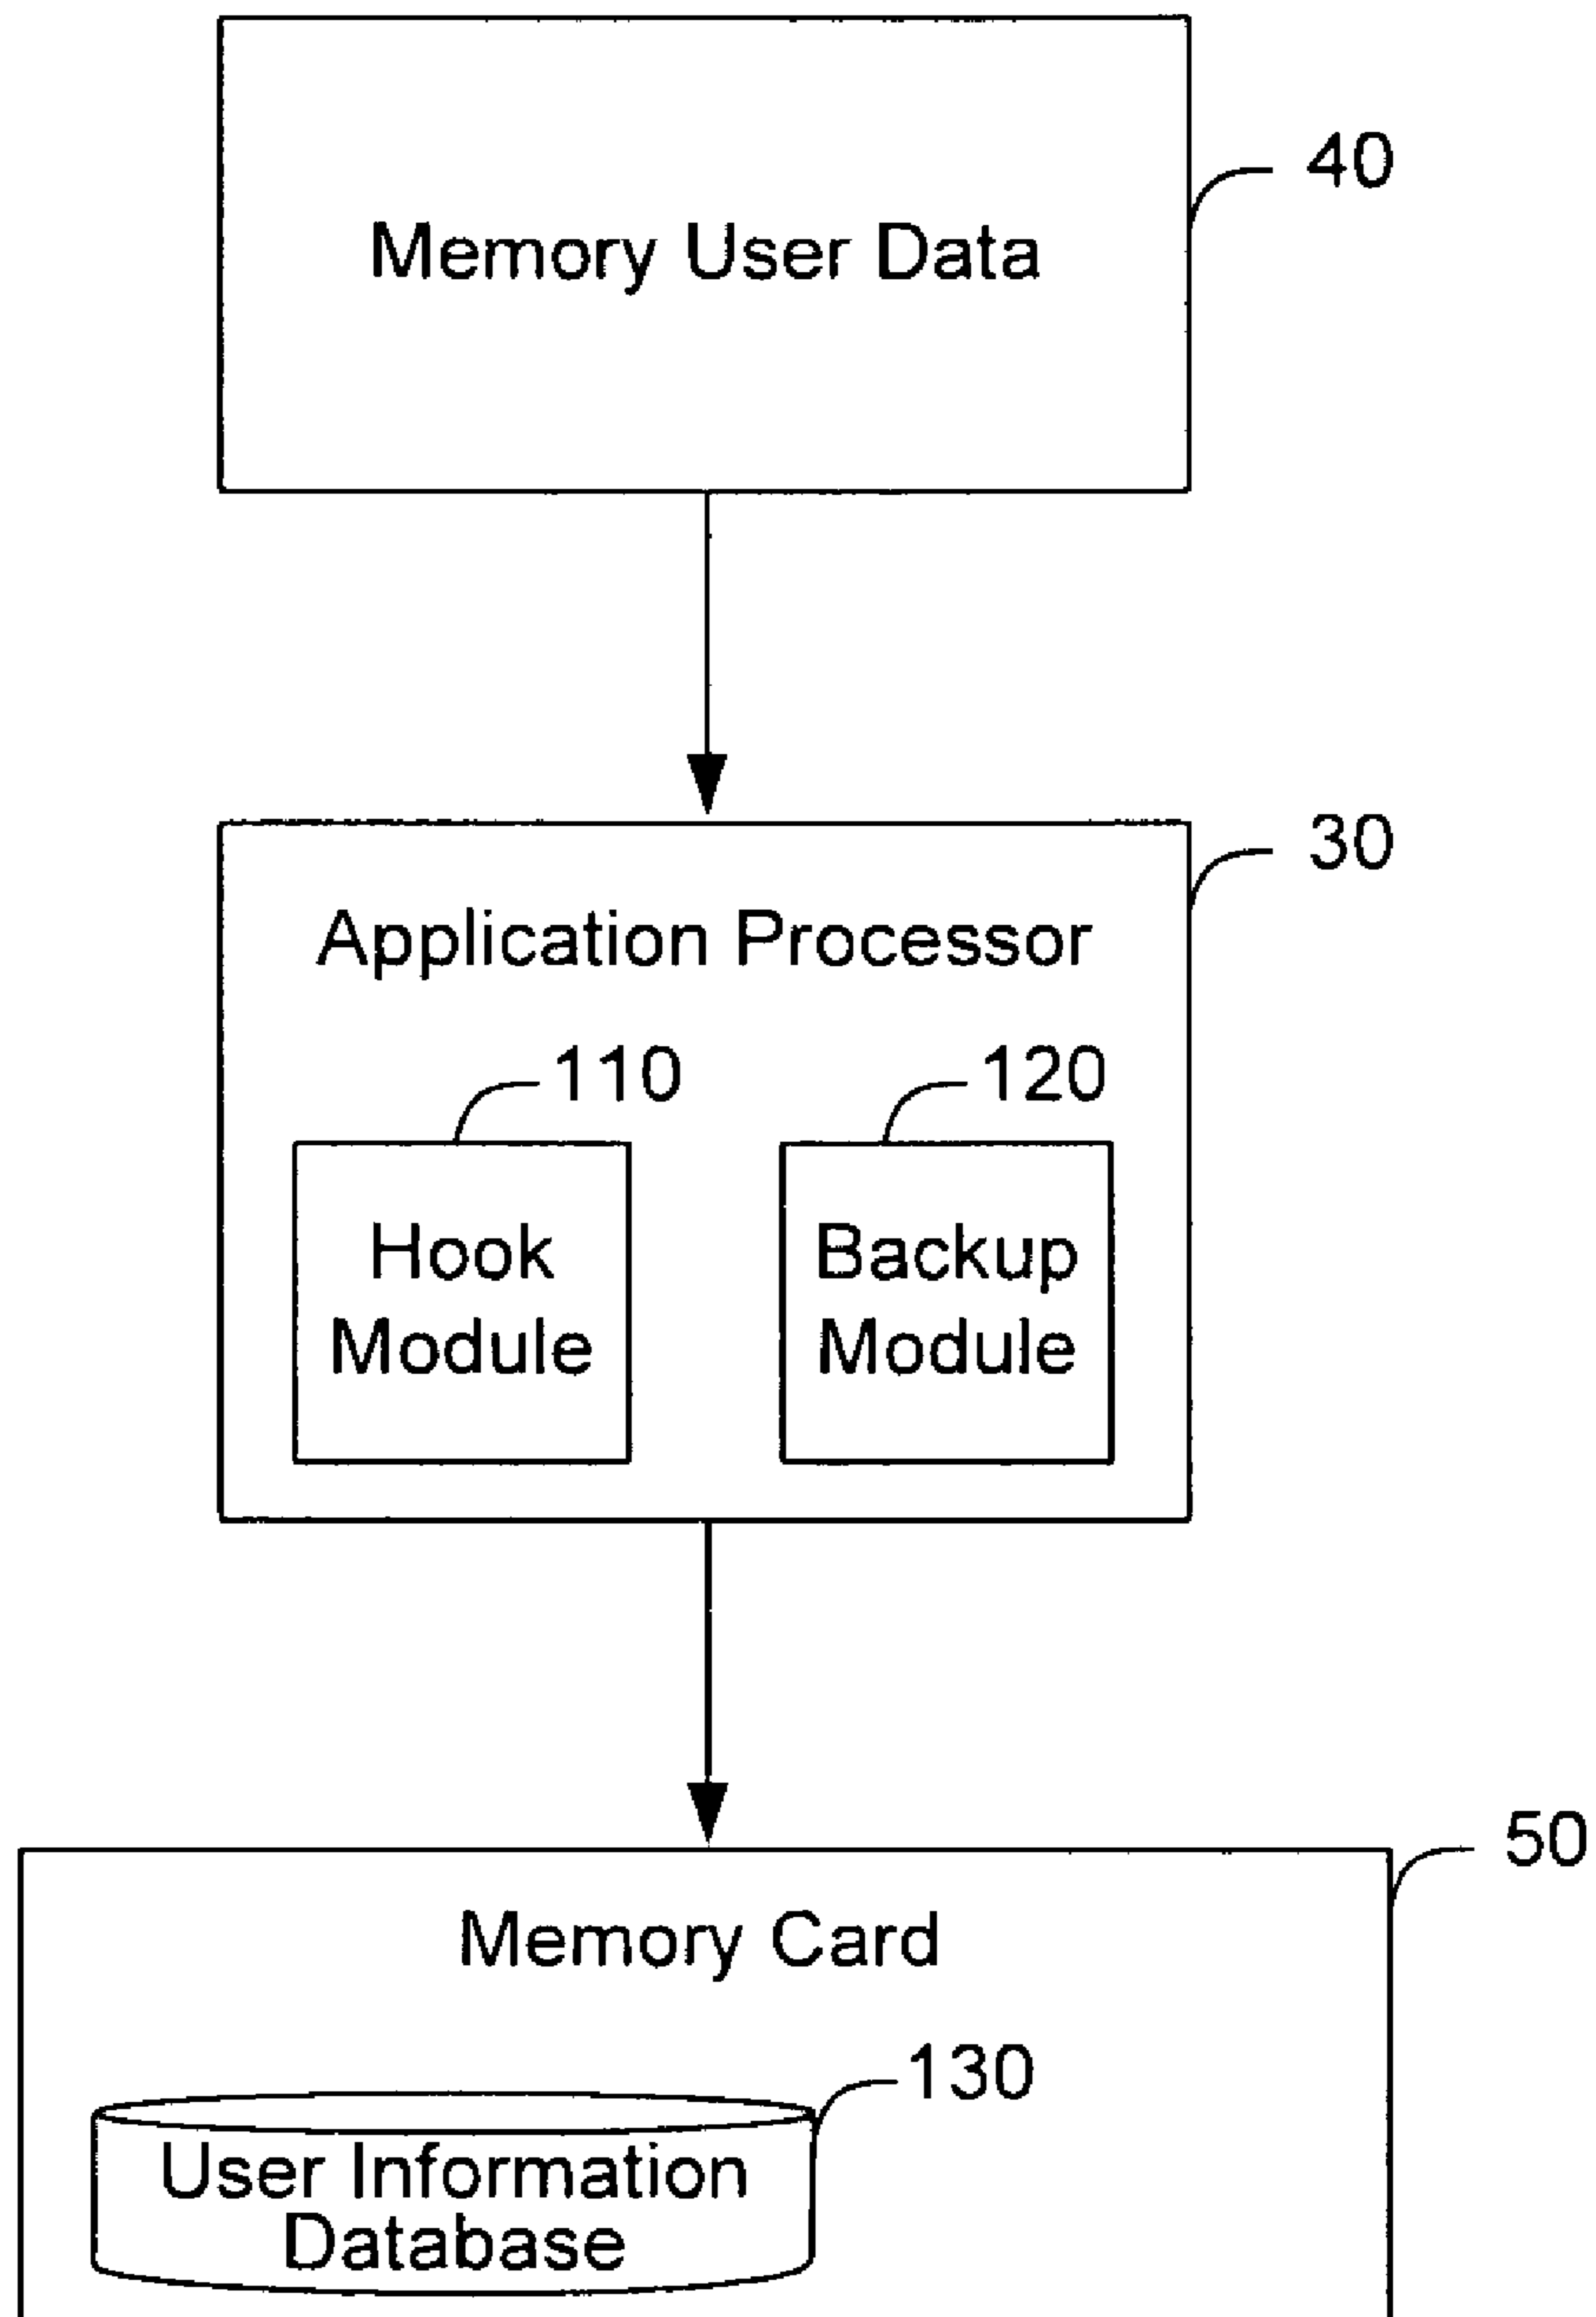 40
Memory User Data
30
Application Processor
110
120
Hook
Module
Backup
Module
50
Memory Card
130
User Information
Database